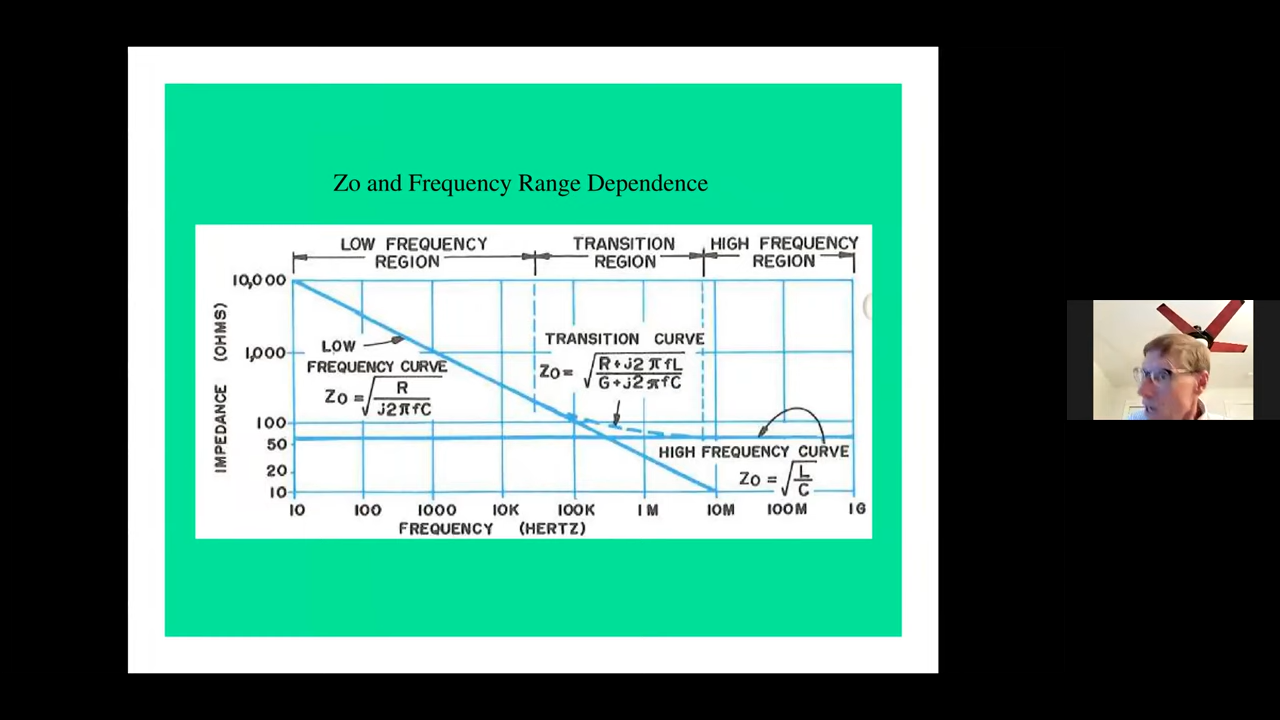 Zo and Frequency Range Dependence
LOW FREQUENCY
REGION
TRANSITION
REGION
HIGH FREQUENCY
REGION
IMPEDANCE (OHMS)
10,000
1,000
100
50
20
10
LOW
FREQUENCY CURVE
Zo = √ R / j2πfC
TRANSITION CURVE
Zo = √ R+j2πfL / G+j2πfC
HIGH FREQUENCY CURVE
Zo = √ L / C
10 100 1000 10K 100K 1M 10M 100M 1G
FREQUENCY (HERTZ)